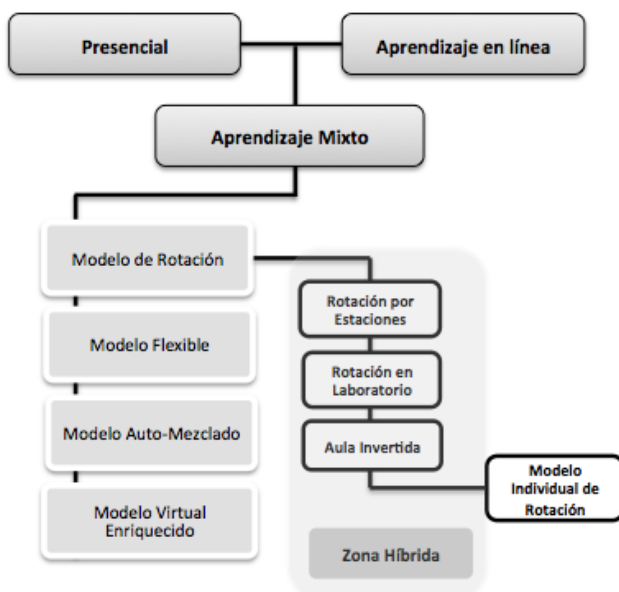 Presencial
Aprendizaje en línea
Aprendizaje Mixto
Modelo de Rotación
Modelo Flexible
Modelo Auto-Mezclado
Modelo Virtual
Enriquecido
Rotación por
Estaciones
Rotación en
Laboratorio
Aula Invertida
Modelo
Individual de
Rotación
Zona Híbrida